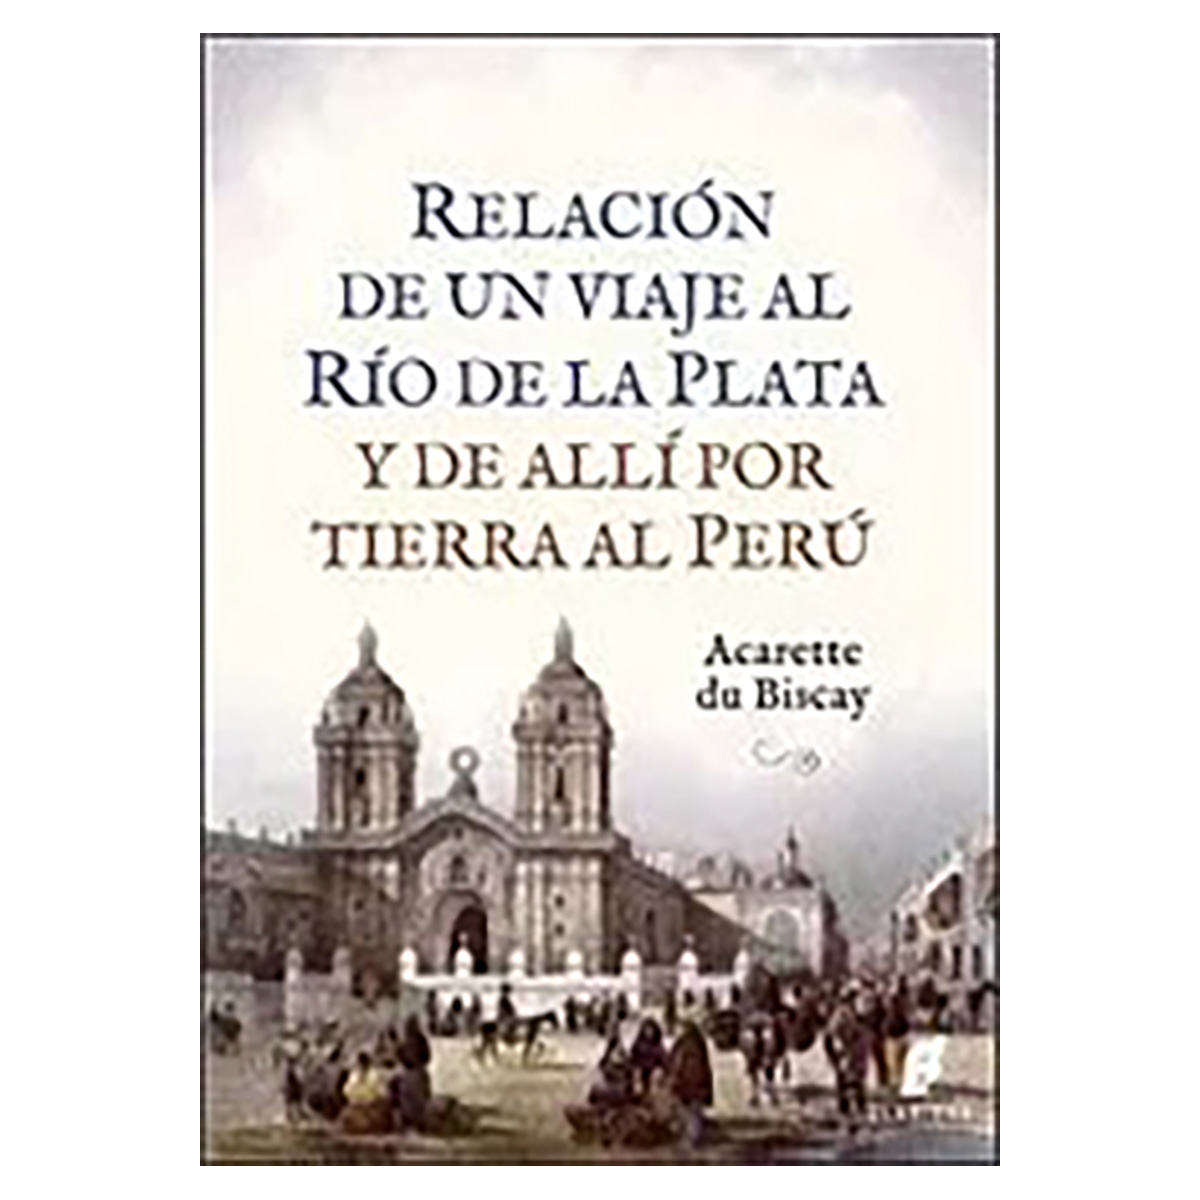 RELACIÓN
DE UN VIAJE AL
RÍO DE LA PLATA
Y DE ALLÍ POR
TIERRA AL PERÚ
Acarette
du Biscay